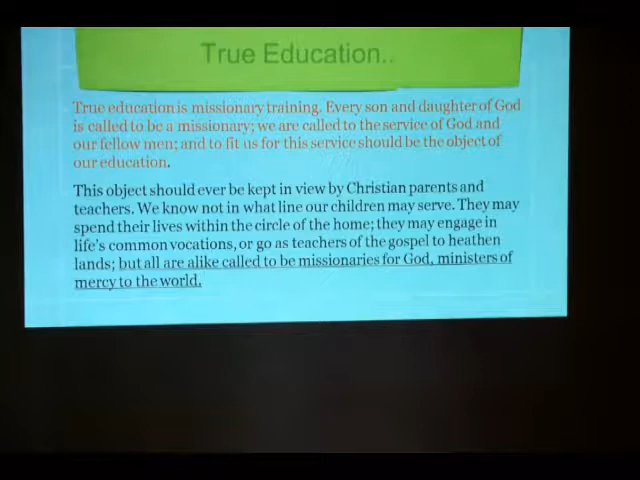 True Education..
True education is missionary training. Every son and daughter of God
is called to be a missionary; we are called to the service of God and
our fellow men; and to fit us for this service should be the object of
our education.
This object should ever be kept in view by Christian parents and
teachers. We know not in what line our children may serve. They may
spend their lives within the circle of the home; they may engage in
life's common vocations, or go as teachers of the gospel to heathen
lands; but all are alike called to be missionaries for God, ministers of
mercy to the world.